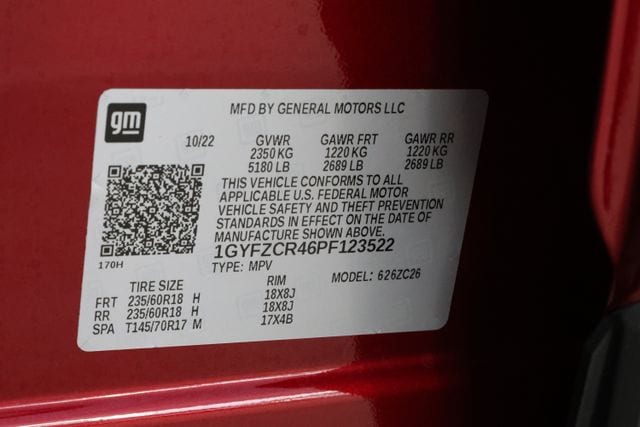 gm
MFD BY GENERAL MOTORS LLC
10/22 GVWR GAWR FRT GAWR RR
2350 KG 1220 KG 1220 KG
5180 LB 2689 LB 2689 LB
THIS VEHICLE CONFORMS TO ALL
APPLICABLE U.S. FEDERAL MOTOR
VEHICLE SAFETY AND THEFT PREVENTION
STANDARDS IN EFFECT ON THE DATE OF
MANUFACTURE SHOWN ABOVE.
1GYFZCR46PF123522
170H TYPE: MPV MODEL: 626ZC26
TIRE SIZE RIM
FRT 235/60R18 H 18X8J
RR 235/60R18 H 18X8J
SPA T145/70R17 M 17X4B